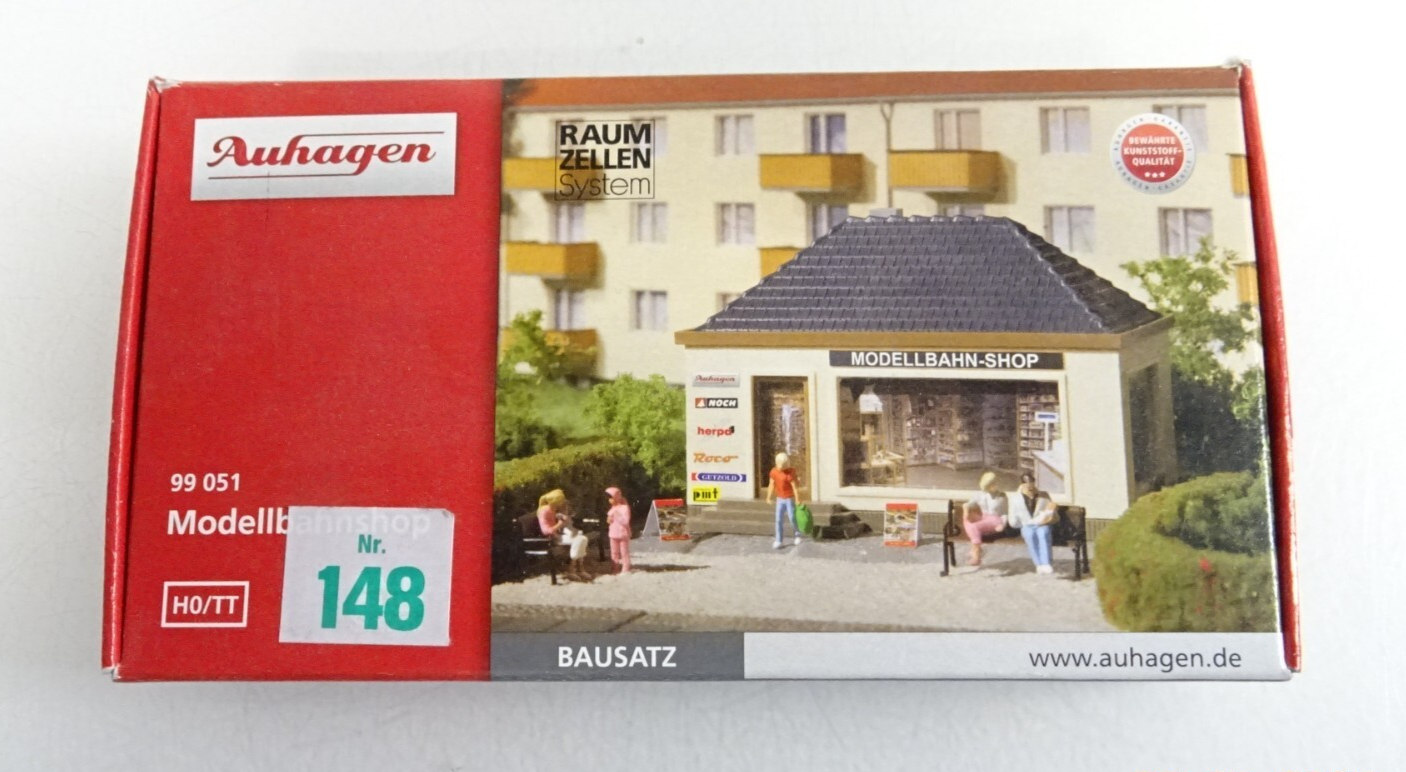 Auhagen
RAUM
ZELLEN
System
BEWÄHRTE
KUNSTSTOFF-
QUALITÄT
MODELLBAHN-SHOP
Auhagen
NOCH
herpa
Roco
GETZOLD
pmt
99 051
Modellbahnshop
Nr.
148
H0/TT
BAUSATZ
www.auhagen.de